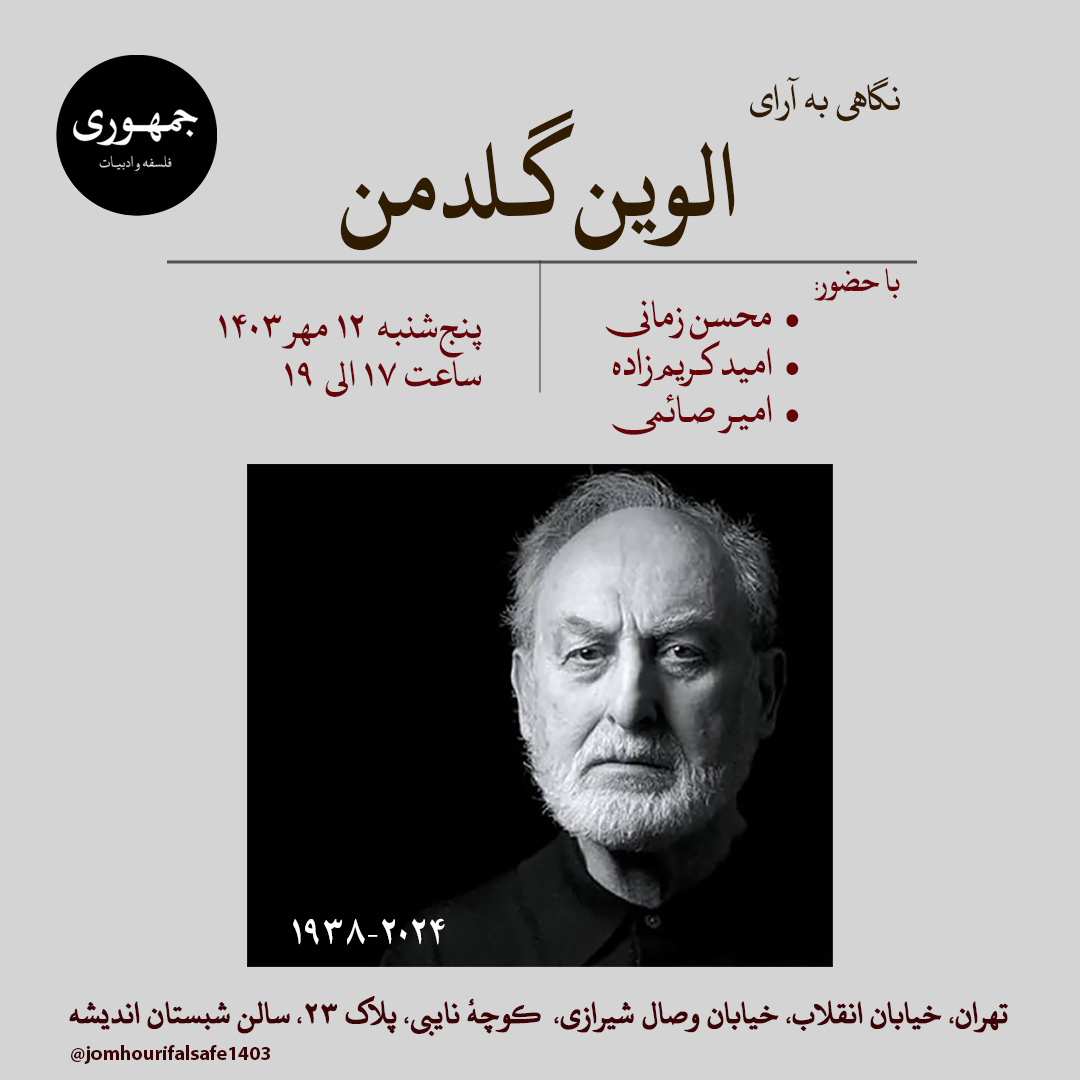 جمهوری
فلسفه و ادبیات
نگاهی به آرای
الوین گلدمن
با حضور:
• محسن زمانی
• امید کریم‌زاده
• امیر صائمی
پنج‌شنبه ۱۲ مهر ۱۴۰۳
ساعت ۱۷ الی ۱۹
۱۹۳۸-۲۰۲۴
تهران، خیابان انقلاب، خیابان وصال شیرازی، کوچهٔ نایبی، پلاک ۲۳، سالن شبستان اندیشه
@jomhourifalsafe1403